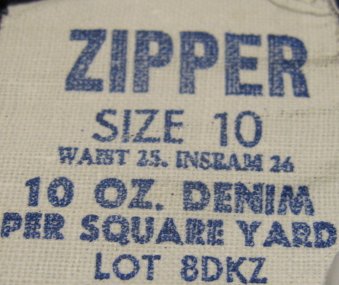 ZIPPER
SIZE 10
WAIST 25. INSEAM 26
10 OZ. DENIM
PER SQUARE YARD
LOT 8DKZ